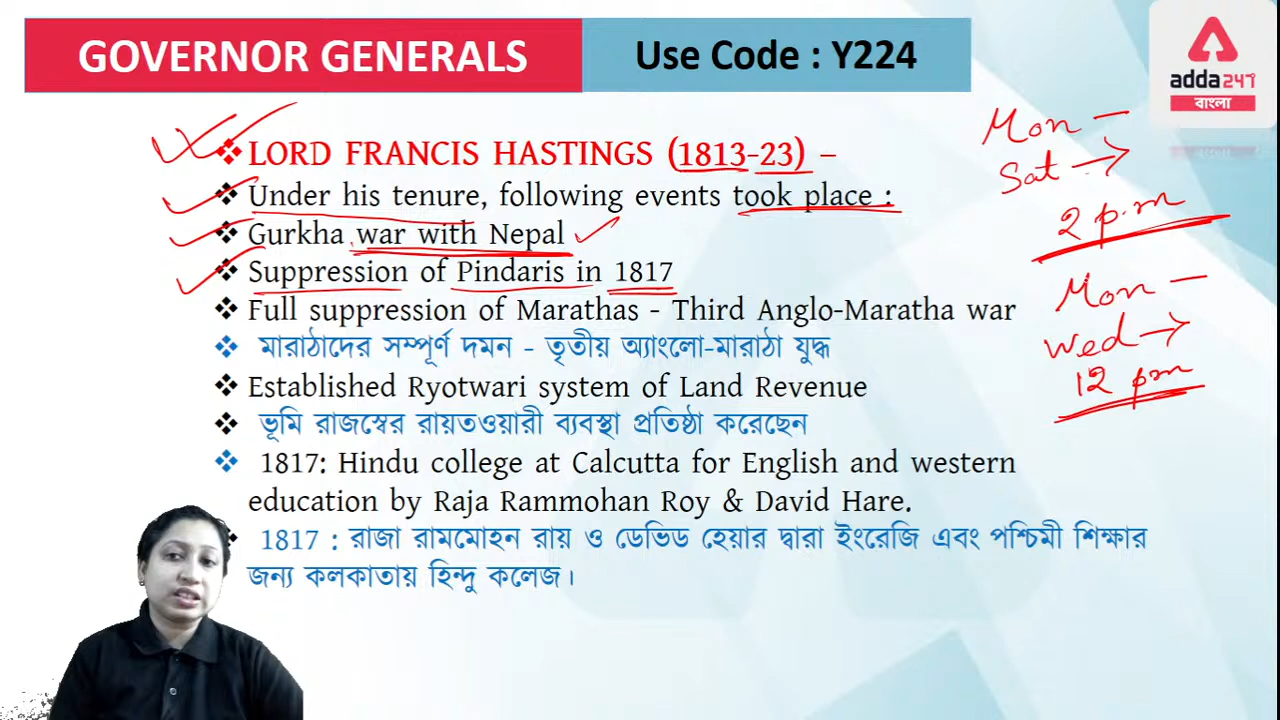 GOVERNOR GENERALS
Use Code : Y224
adda247
বাংলা
LORD FRANCIS HASTINGS (1813-23) –
Under his tenure, following events took place :
Gurkha war with Nepal
Suppression of Pindaris in 1817
Full suppression of Marathas - Third Anglo-Maratha war
মারাঠাদের সম্পূর্ণ দমন - তৃতীয় অ্যাংলো-মারাঠা যুদ্ধ
Established Ryotwari system of Land Revenue
ভূমি রাজস্বের রায়তওয়ারী ব্যবস্থা প্রতিষ্ঠা করেছেন
1817: Hindu college at Calcutta for English and western
education by Raja Rammohan Roy & David Hare.
1817 : রাজা রামমোহন রায় ও ডেভিড হেয়ার দ্বারা ইংরেজি এবং পশ্চিমী শিক্ষার
জন্য কলকাতায় হিন্দু কলেজ।
Mon –
Sat →
2 p.m
Mon –
Wed →
12 pm